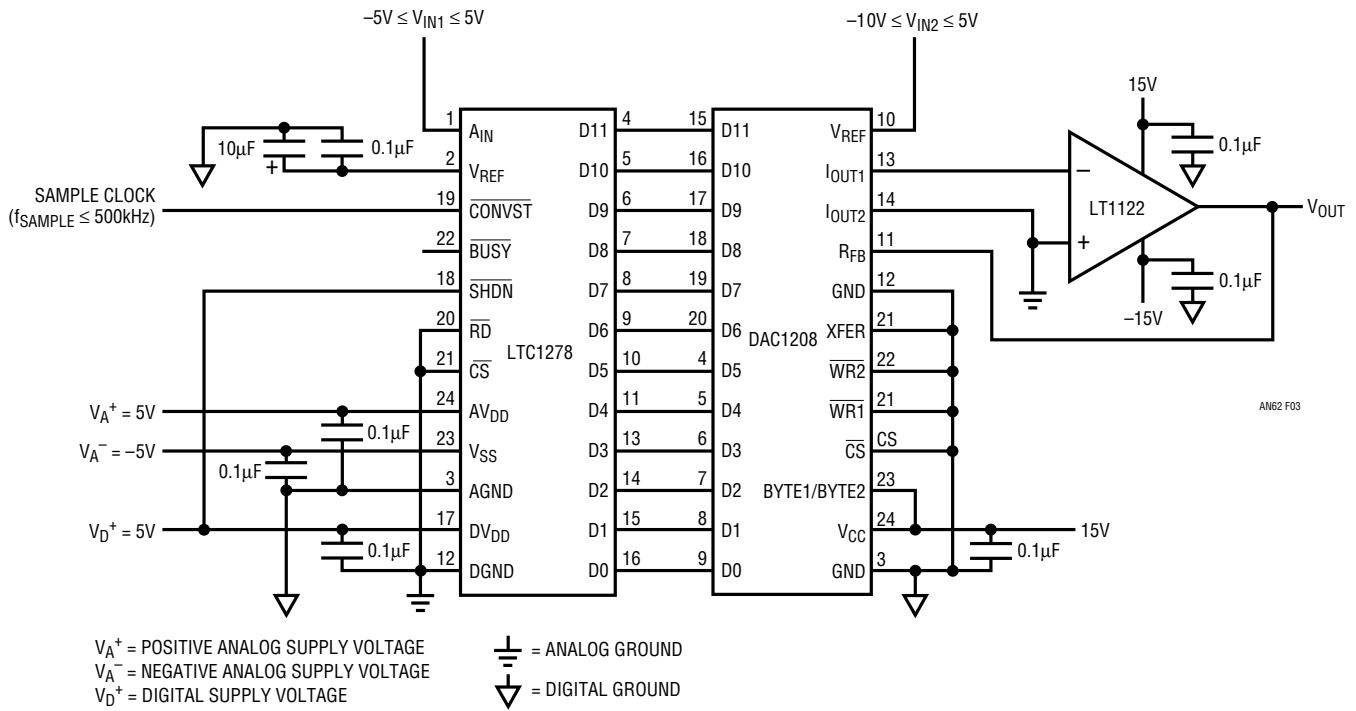 –5V ≤ VIN1 ≤ 5V
–10V ≤ VIN2 ≤ 5V
15V
1 AIN D11 4 15 D11 VREF 10
10µF 0.1µF
+
0.1µF
2 VREF D10 5 16 D10 IOUT1 13
–
SAMPLE CLOCK
(fSAMPLE ≤ 500kHz)
19 CONVST D9 6 17 D9 IOUT2 14
LT1122
VOUT
22 BUSY D8 7 18 D8 RFB 11
+
18 SHDN D7 8 19 D7 GND 12
0.1µF
–15V
20 RD D6 9 20 D6 XFER 21
LTC1278
DAC1208
21 CS D5 10 4 D5 WR2 22
VA+ = 5V
24 AVDD D4 11 5 D4 WR1 21
AN62 F03
0.1µF
VA– = –5V
23 VSS D3 13 6 D3 CS CS
0.1µF
3 AGND D2 14 7 D2 BYTE1/BYTE2 23
VD+ = 5V
17 DVDD D1 15 8 D1 VCC 24
15V
0.1µF
0.1µF
12 DGND D0 16 9 D0 GND 3
VA+ = POSITIVE ANALOG SUPPLY VOLTAGE
VA– = NEGATIVE ANALOG SUPPLY VOLTAGE
VD+ = DIGITAL SUPPLY VOLTAGE
= ANALOG GROUND
= DIGITAL GROUND